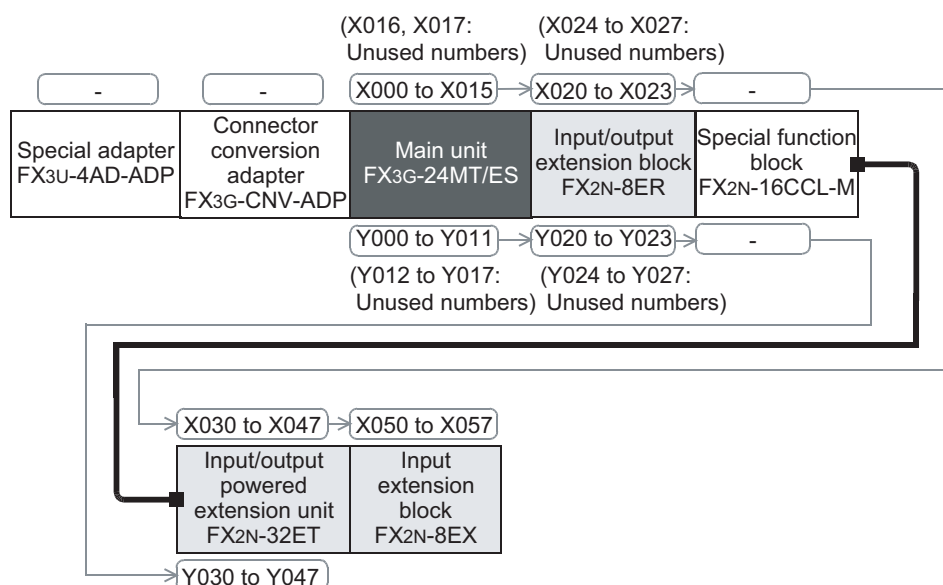 (X016, X017:
Unused numbers)
(X024 to X027:
Unused numbers)
-
-
X000 to X015
X020 to X023
-
Special adapter
FX3U-4AD-ADP
Connector
conversion
adapter
FX3G-CNV-ADP
Main unit
FX3G-24MT/ES
Input/output
extension block
FX2N-8ER
Special function
block
FX2N-16CCL-M
Y000 to Y011
Y020 to Y023
-
(Y012 to Y017:
Unused numbers)
(Y024 to Y027:
Unused numbers)
X030 to X047
X050 to X057
Input/output
powered
extension unit
FX2N-32ET
Input
extension
block
FX2N-8EX
Y030 to Y047